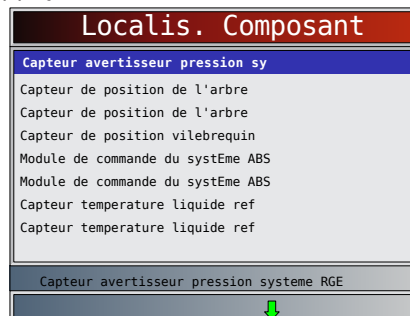 Localis. Composant
Capteur avertisseur pression sy
Capteur de position de l'arbre
Capteur de position de l'arbre
Capteur de position vilebrequin
Module de commande du systEme ABS
Module de commande du systEme ABS
Capteur temperature liquide ref
Capteur temperature liquide ref
Capteur avertisseur pression systeme RGE